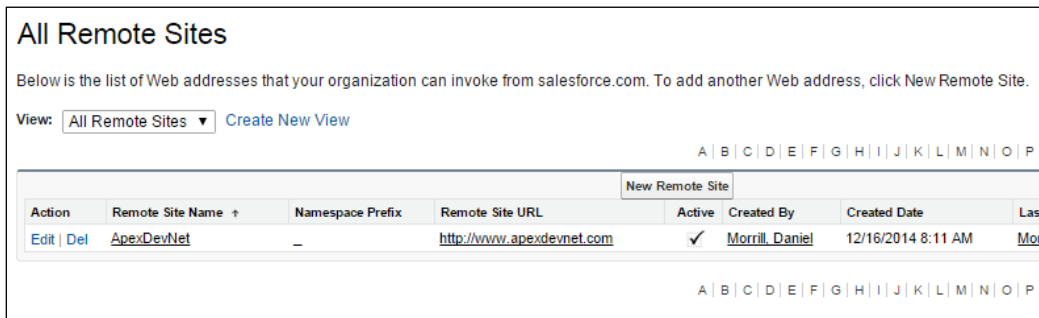 All Remote Sites
Below is the list of Web addresses that your organization can invoke from salesforce.com. To add another Web address, click New Remote Site.
View: All Remote Sites ▼ Create New View
A | B | C | D | E | F | G | H | I | J | K | L | M | N | O | P
New Remote Site
Action Remote Site Name ↑ Namespace Prefix Remote Site URL Active Created By Created Date Las
Edit | Del ApexDevNet _ http://www.apexdevnet.com ✓ Morrill, Daniel 12/16/2014 8:11 AM Mor
A | B | C | D | E | F | G | H | I | J | K | L | M | N | O | P